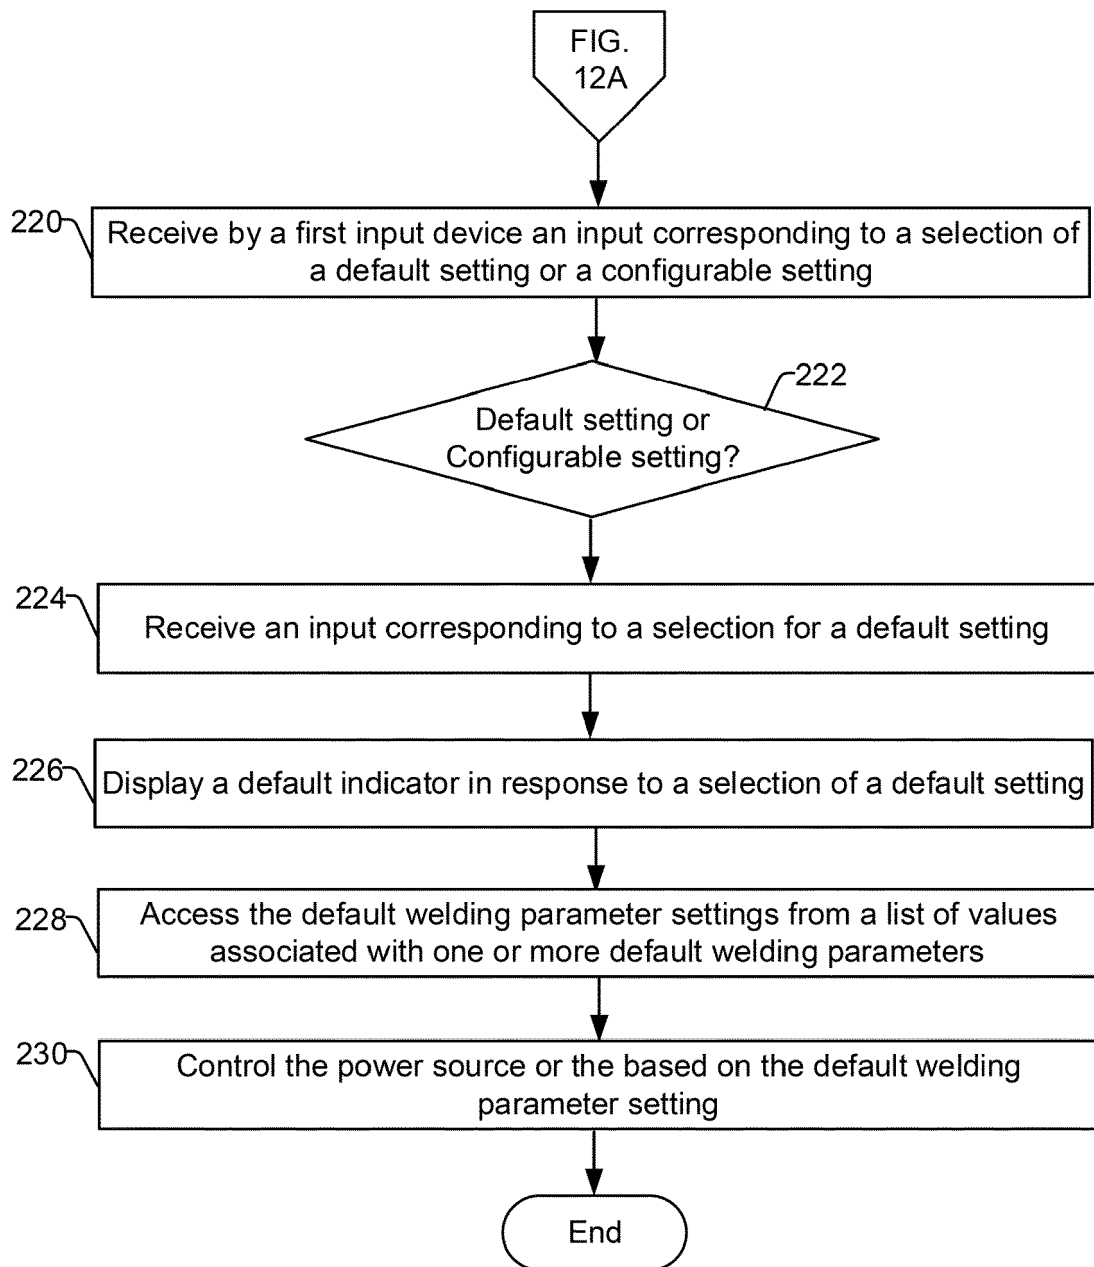 FIG.
12A
220
Receive by a first input device an input corresponding to a selection of
a default setting or a configurable setting
222
Default setting or
Configurable setting?
224
Receive an input corresponding to a selection for a default setting
226
Display a default indicator in response to a selection of a default setting
228
Access the default welding parameter settings from a list of values
associated with one or more default welding parameters
230
Control the power source or the based on the default welding
parameter setting
End